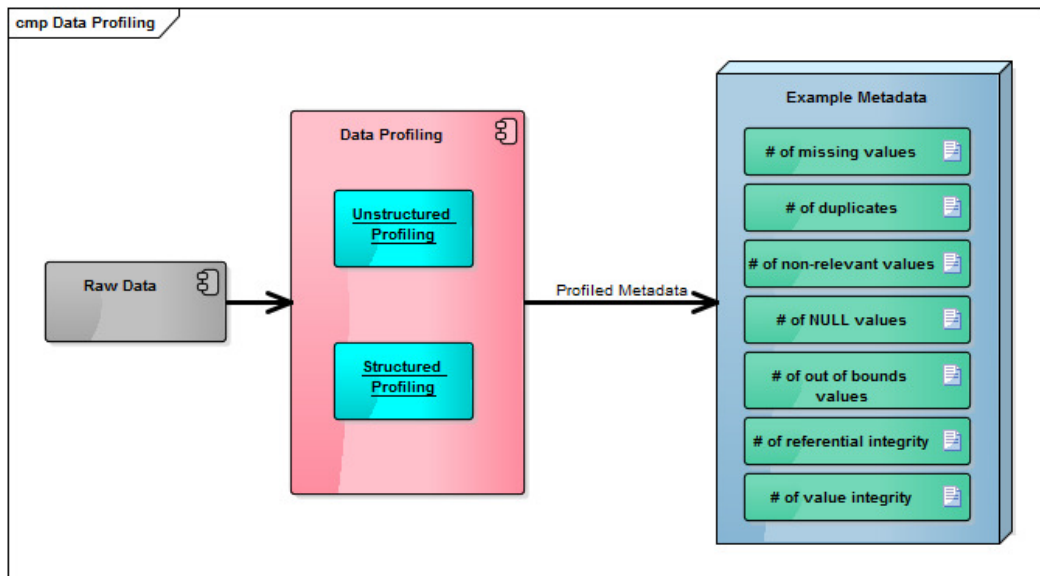 cmp Data Profiling
Raw Data
Data Profiling
Unstructured
Profiling
Structured
Profiling
Profiled Metadata
Example Metadata
# of missing values
# of duplicates
# of non-relevant values
# of NULL values
# of out of bounds
values
# of referential integrity
# of value integrity